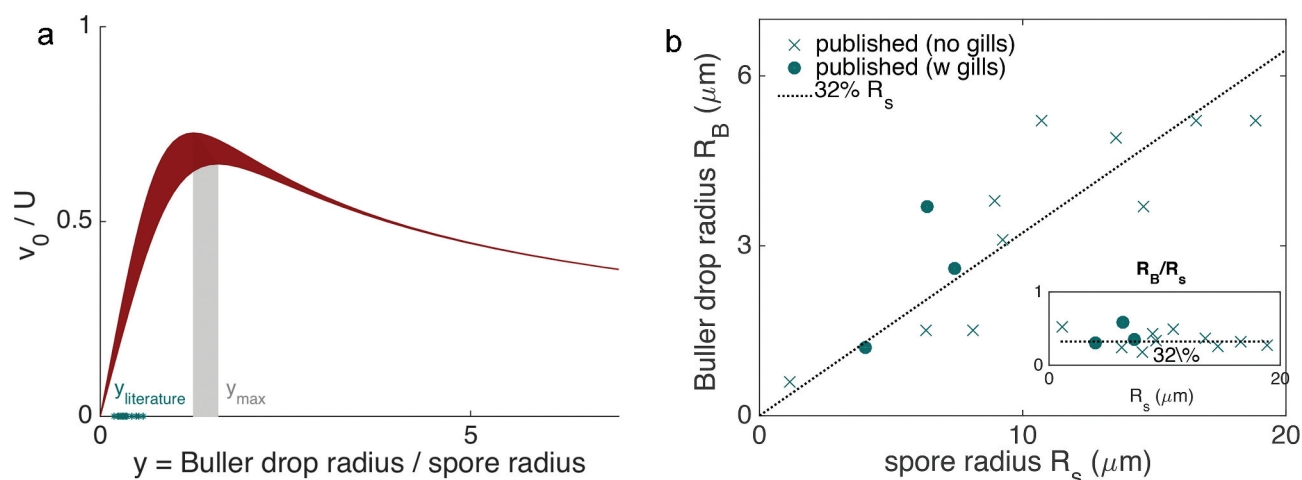 a
1
0.5
0
v0 / U
yliterature
ymax
0
5
y = Buller drop radius / spore radius
b
published (no gills)
published (w gills)
32% Rs
6
3
0
Buller drop radius RB (μm)
RB/Rs
1
0
32\%
0
20
Rs (μm)
0
10
20
spore radius Rs (μm)